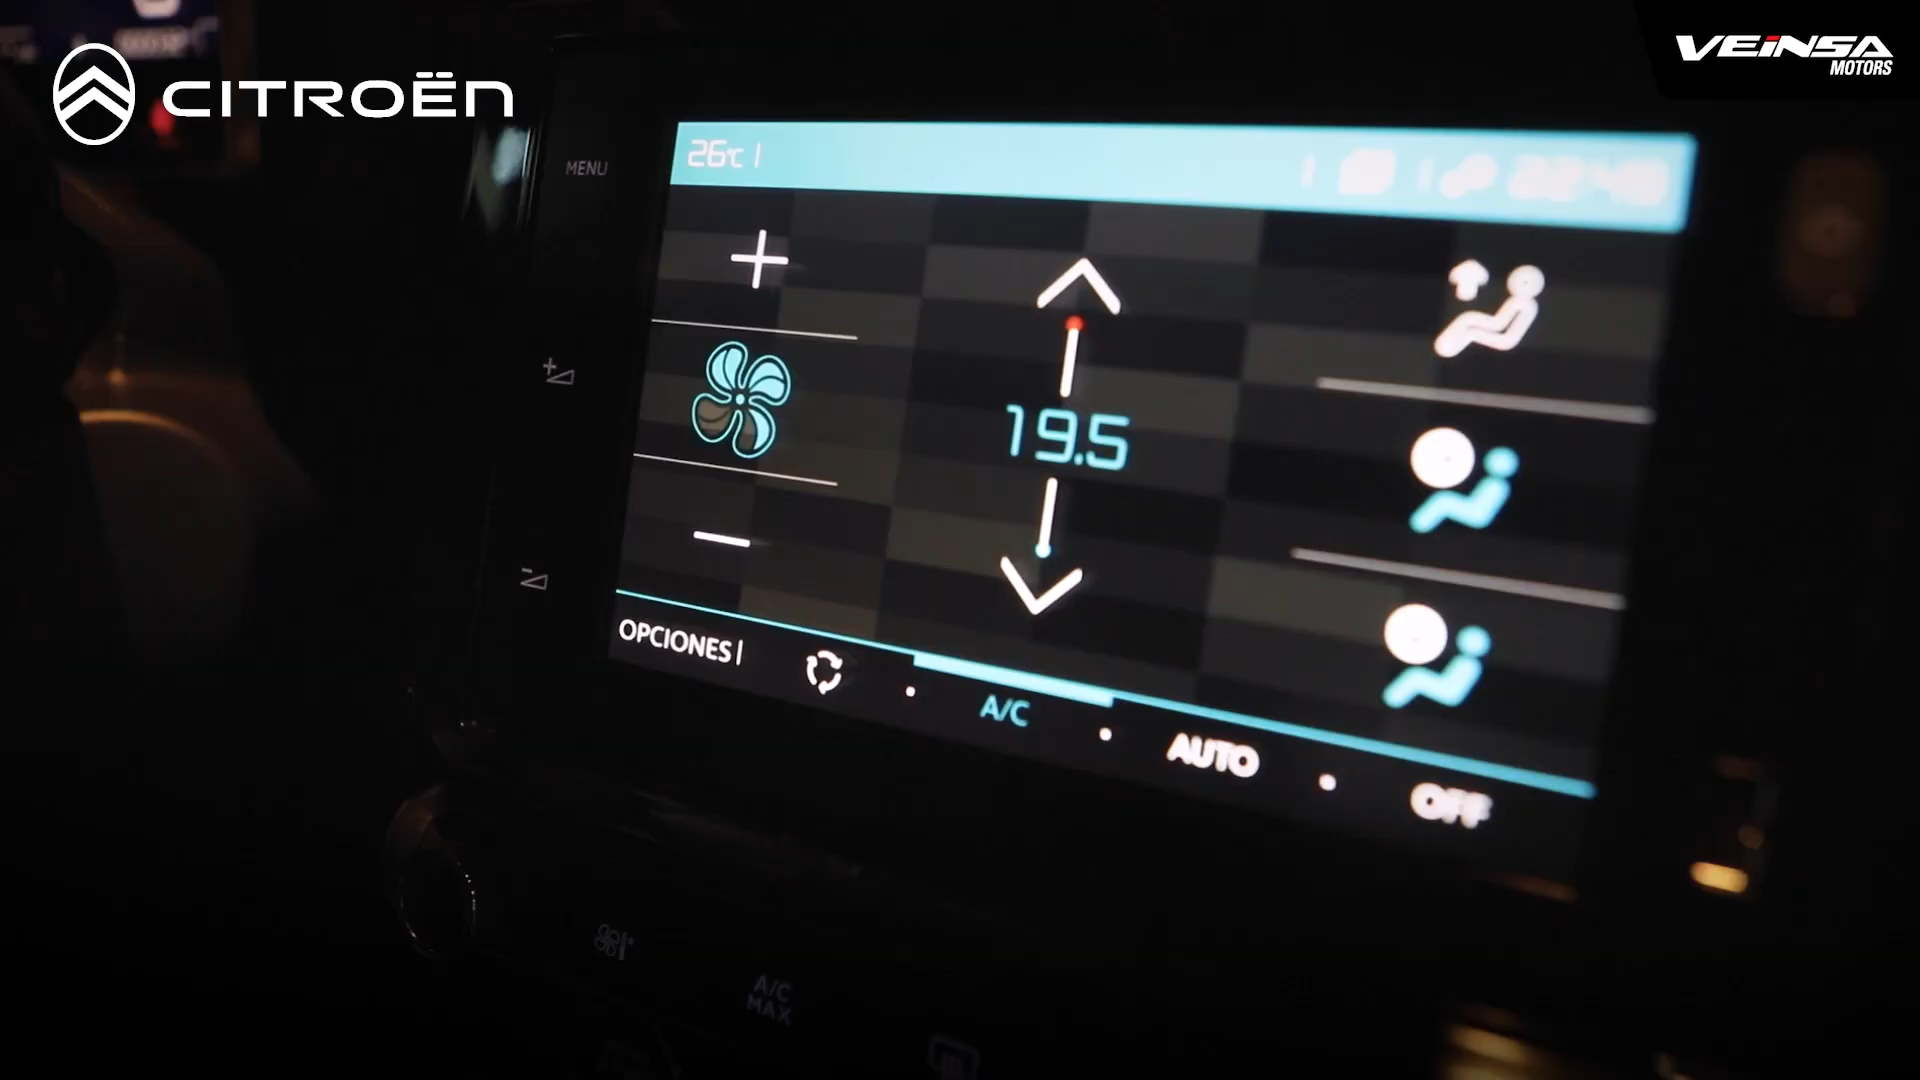 CITROËN
VEINSA
MOTORS
MENU
26°C
19.5
OPCIONES
A/C
AUTO
OFF
A/C
MAX